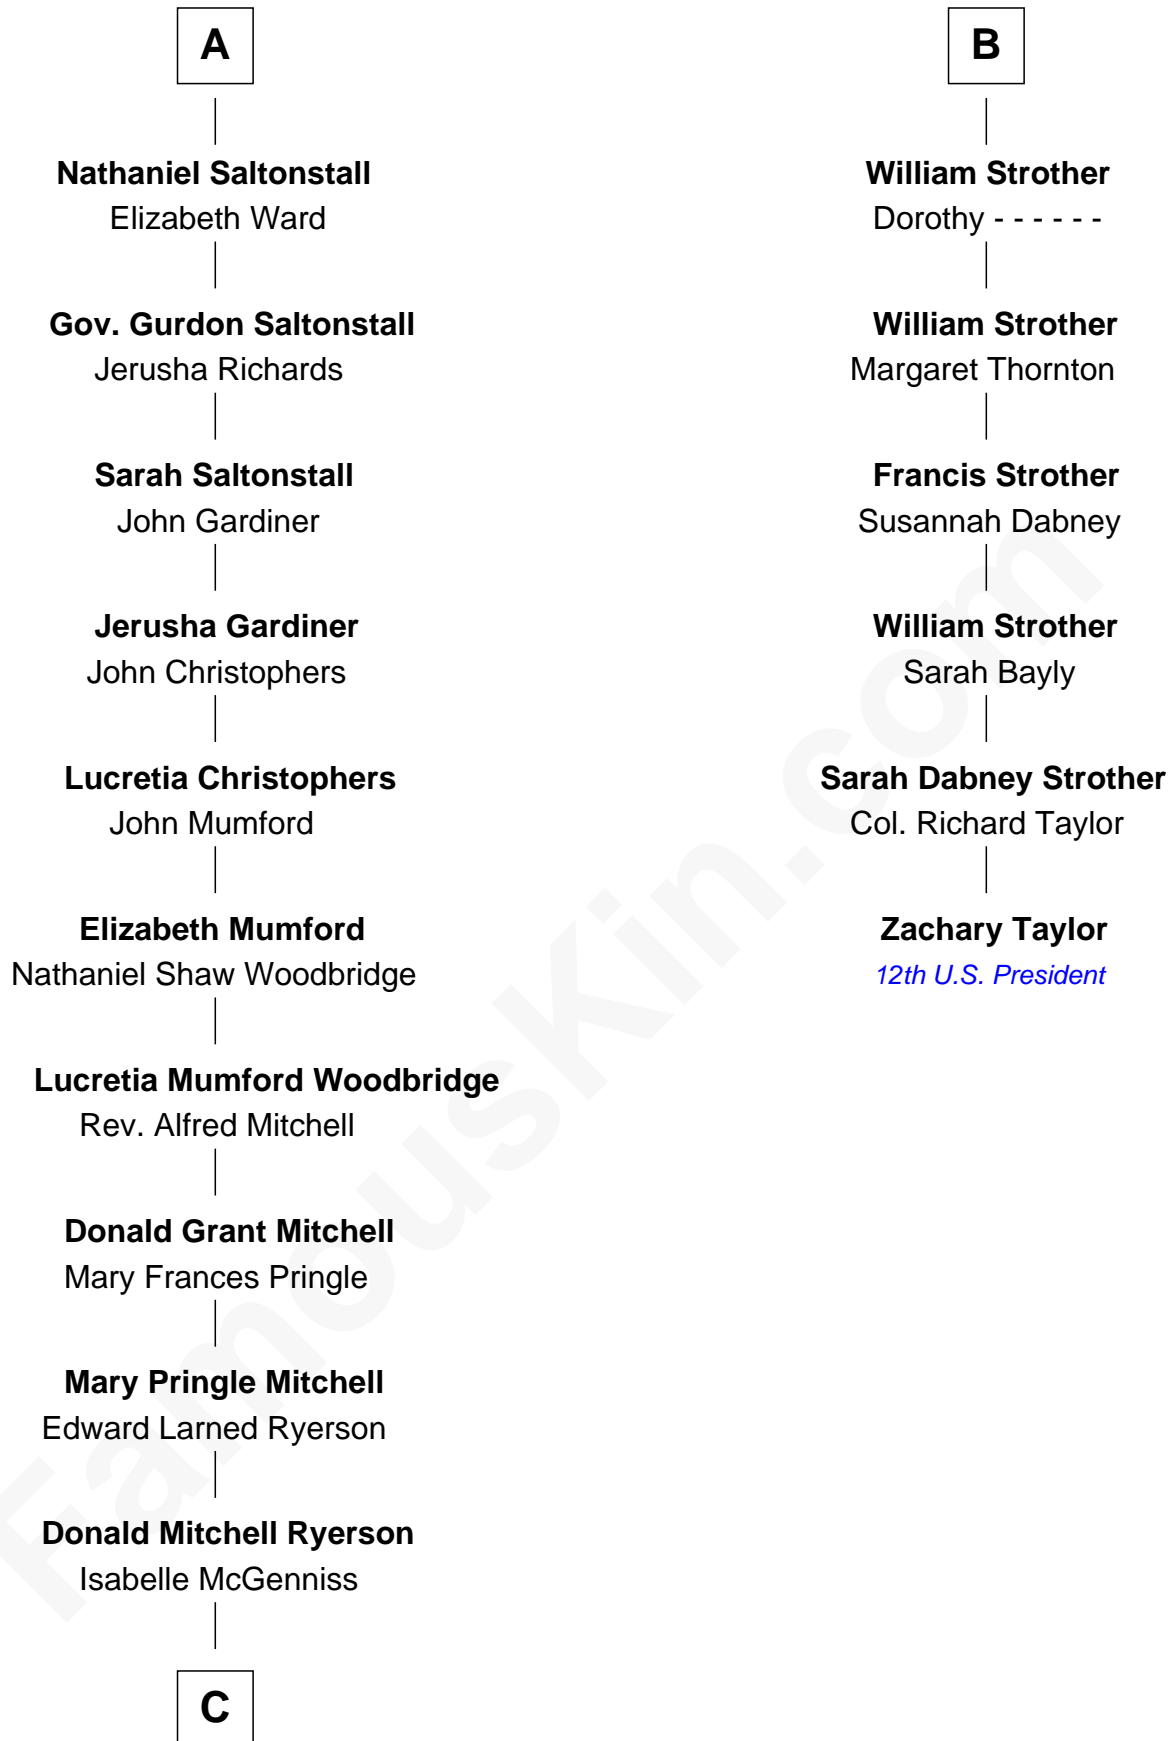 A
Nathaniel Saltonstall
Elizabeth Ward
Gov. Gurdon Saltonstall
Jerusha Richards
Sarah Saltonstall
John Gardiner
Jerusha Gardiner
John Christophers
Lucretia Christophers
John Mumford
Elizabeth Mumford
Nathaniel Shaw Woodbridge
Lucretia Mumford Woodbridge
Rev. Alfred Mitchell
Donald Grant Mitchell
Mary Frances Pringle
Mary Pringle Mitchell
Edward Larned Ryerson
Donald Mitchell Ryerson
Isabelle McGenniss
C
B
William Strother
Dorothy - - - - - -
William Strother
Margaret Thornton
Francis Strother
Susannah Dabney
William Strother
Sarah Bayly
Sarah Dabney Strother
Col. Richard Taylor
Zachary Taylor
12th U.S. President
FamousKin.com